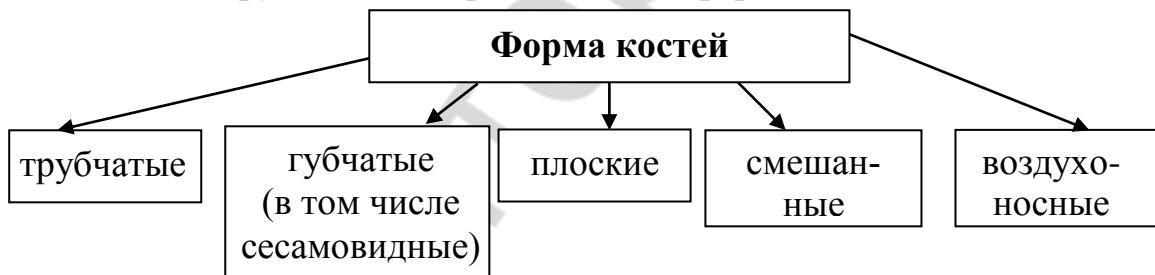 Форма костей
трубчатые
губчатые
(в том числе
сесамовидные)
плоские
смешан-
ные
воздухо-
носные